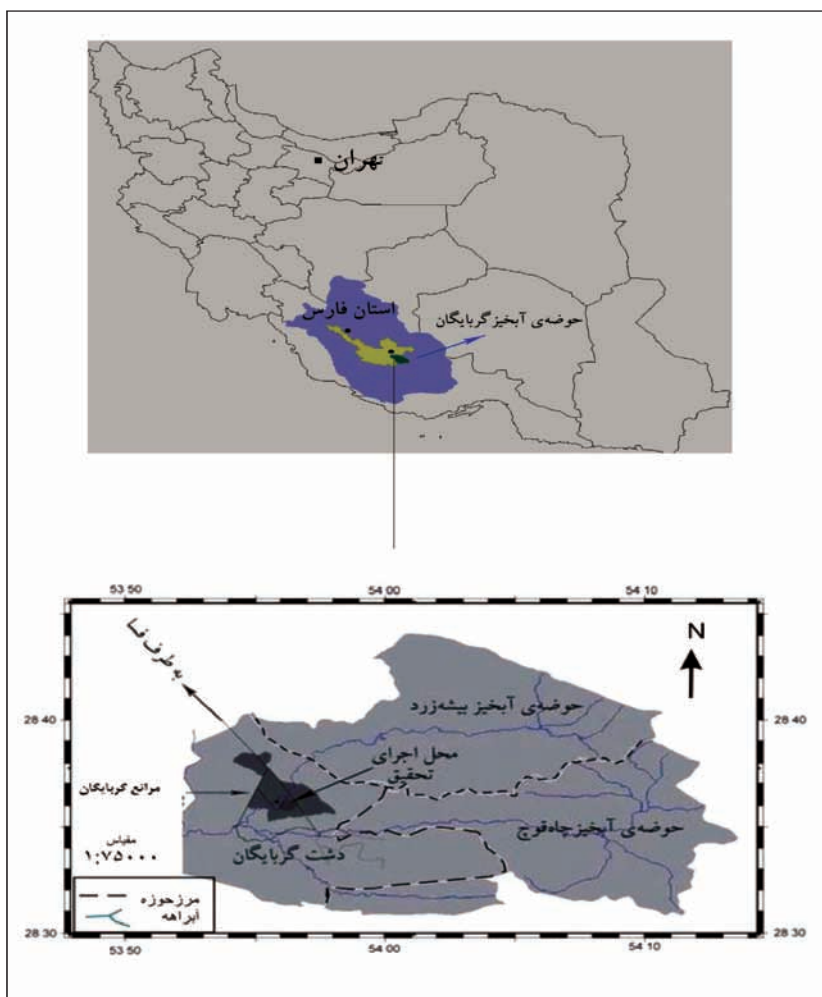 تهران
استان فارس
حوضه‌ی آبخیز گربایگان
53 50
54 00
54 10
به طرف فسا
N
28 40
28 40
حوضه‌ی آبخیز بیشه‌زرد
محل اجرای
تحقیق
مراتع گربایگان
حوضه‌ی آبخیز چاه‌قوچ
مقیاس
۱:۷۵۰۰۰
دشت گربایگان
مرز حوزه
آبراهه
28 30
28 30
53 50
54 00
54 10